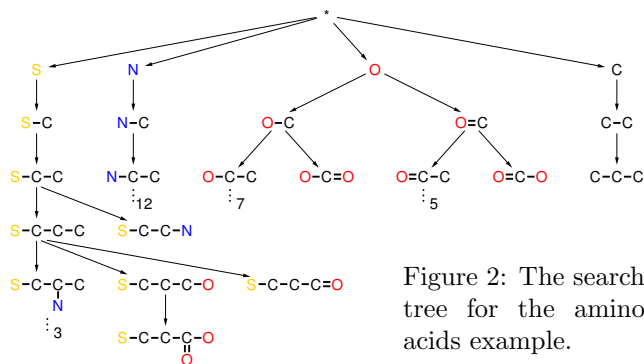 *
S N O C
S-C N-C O-C O=C C-C
S-C-C N-C-C O-C-C O-C=O O=C-C O=C-O C-C-C
12 7 5
S-C-C-C S-C-C-N
S-C-C-C S-C-C-O S-C-C-C=O
N
3
S-C-C-O
O
Figure 2: The search
tree for the amino
acids example.